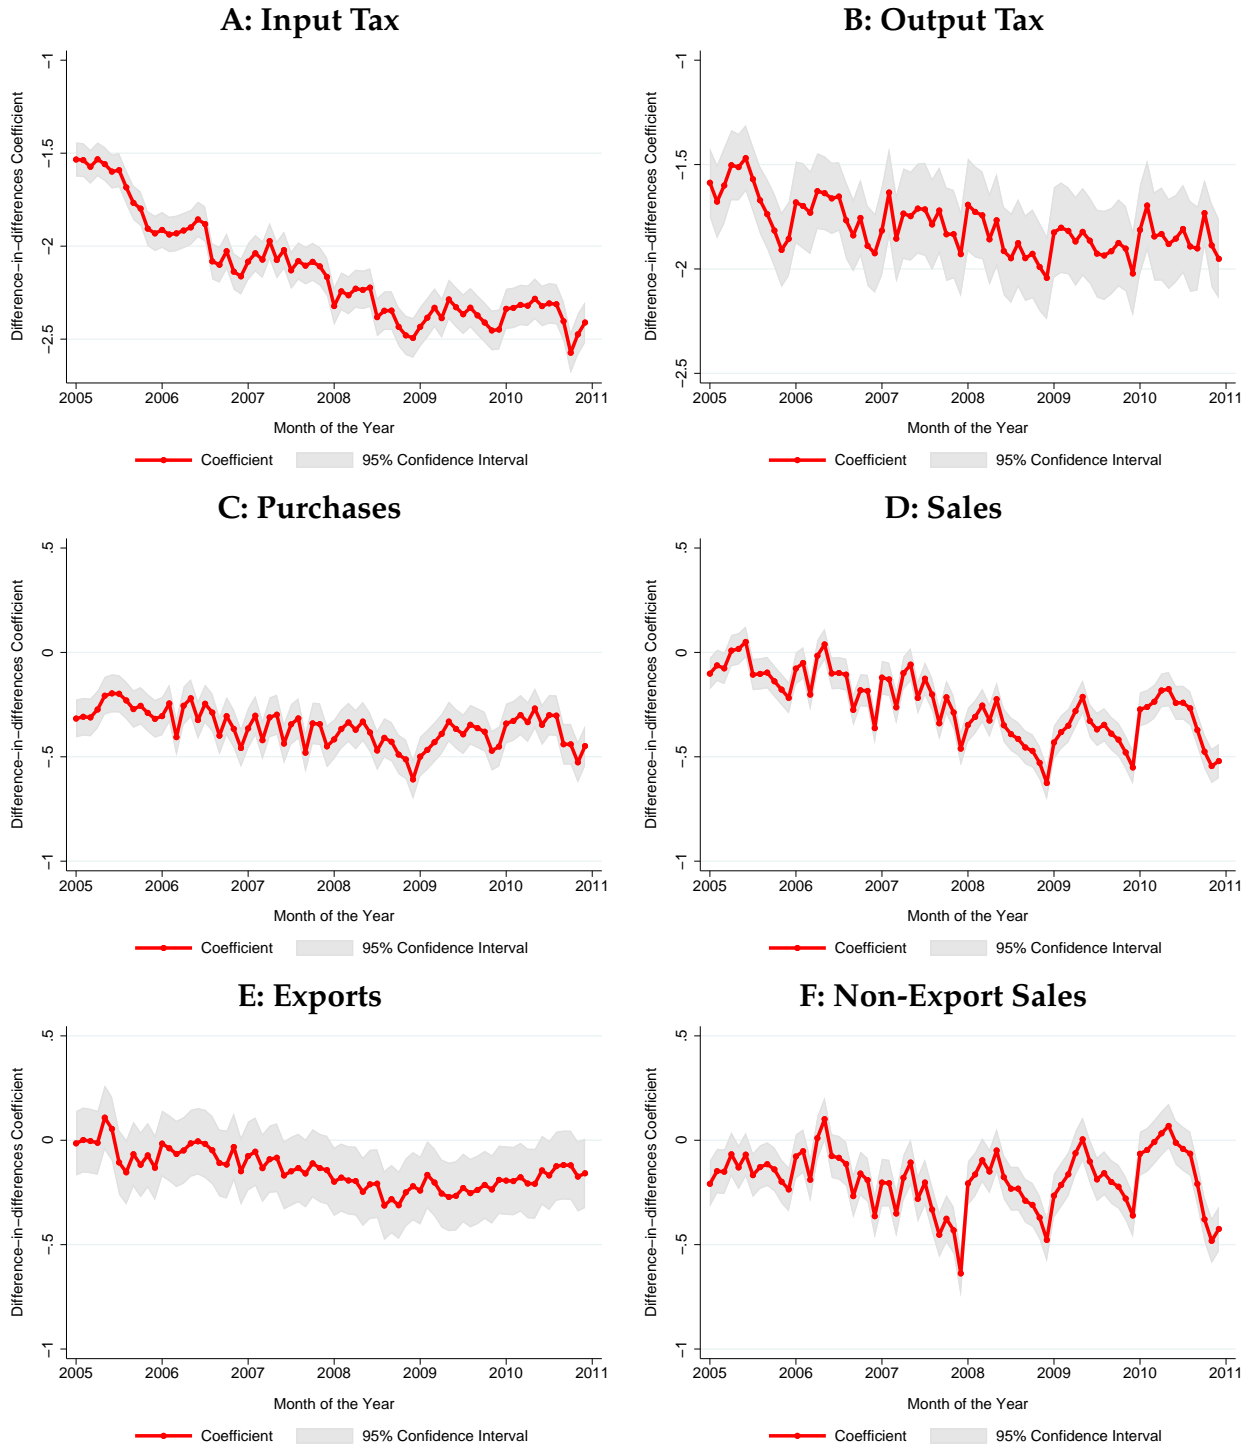 A: Input Tax
Difference-in-differences Coefficient
-1
-1.5
-2
-2.5
2005 2006 2007 2008 2009 2010 2011
Month of the Year
Coefficient 95% Confidence Interval
B: Output Tax
Difference-in-differences Coefficient
-1
-1.5
-2
-2.5
2005 2006 2007 2008 2009 2010 2011
Month of the Year
Coefficient 95% Confidence Interval
C: Purchases
Difference-in-differences Coefficient
.5
0
-.5
-1
2005 2006 2007 2008 2009 2010 2011
Month of the Year
Coefficient 95% Confidence Interval
D: Sales
Difference-in-differences Coefficient
.5
0
-.5
-1
2005 2006 2007 2008 2009 2010 2011
Month of the Year
Coefficient 95% Confidence Interval
E: Exports
Difference-in-differences Coefficient
.5
0
-.5
-1
2005 2006 2007 2008 2009 2010 2011
Month of the Year
Coefficient 95% Confidence Interval
F: Non-Export Sales
Difference-in-differences Coefficient
.5
0
-.5
-1
2005 2006 2007 2008 2009 2010 2011
Month of the Year
Coefficient 95% Confidence Interval